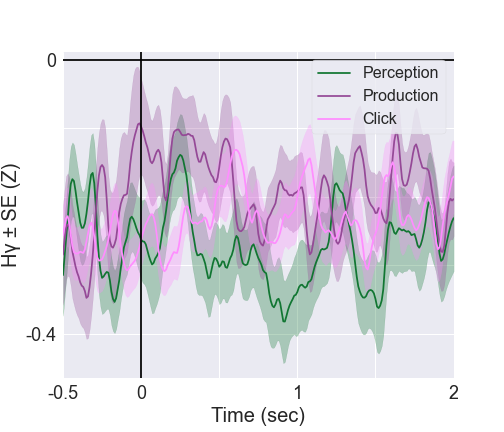 0
Perception
Production
Click
Hγ ± SE (Z)
-0.4
-0.5
0
1
2
Time (sec)